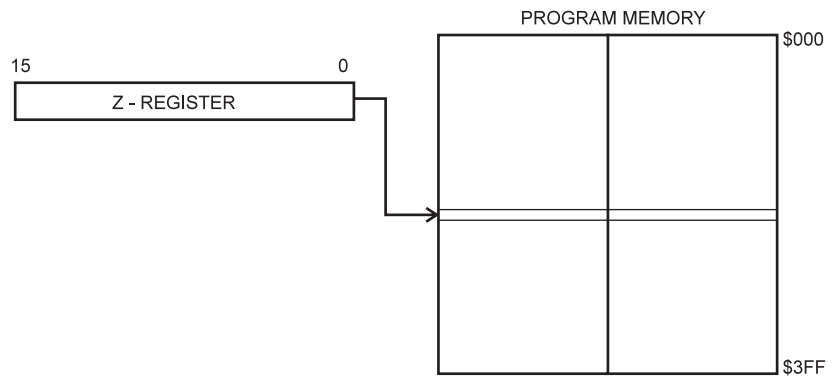 PROGRAM MEMORY
$000
15 0
Z - REGISTER
$3FF